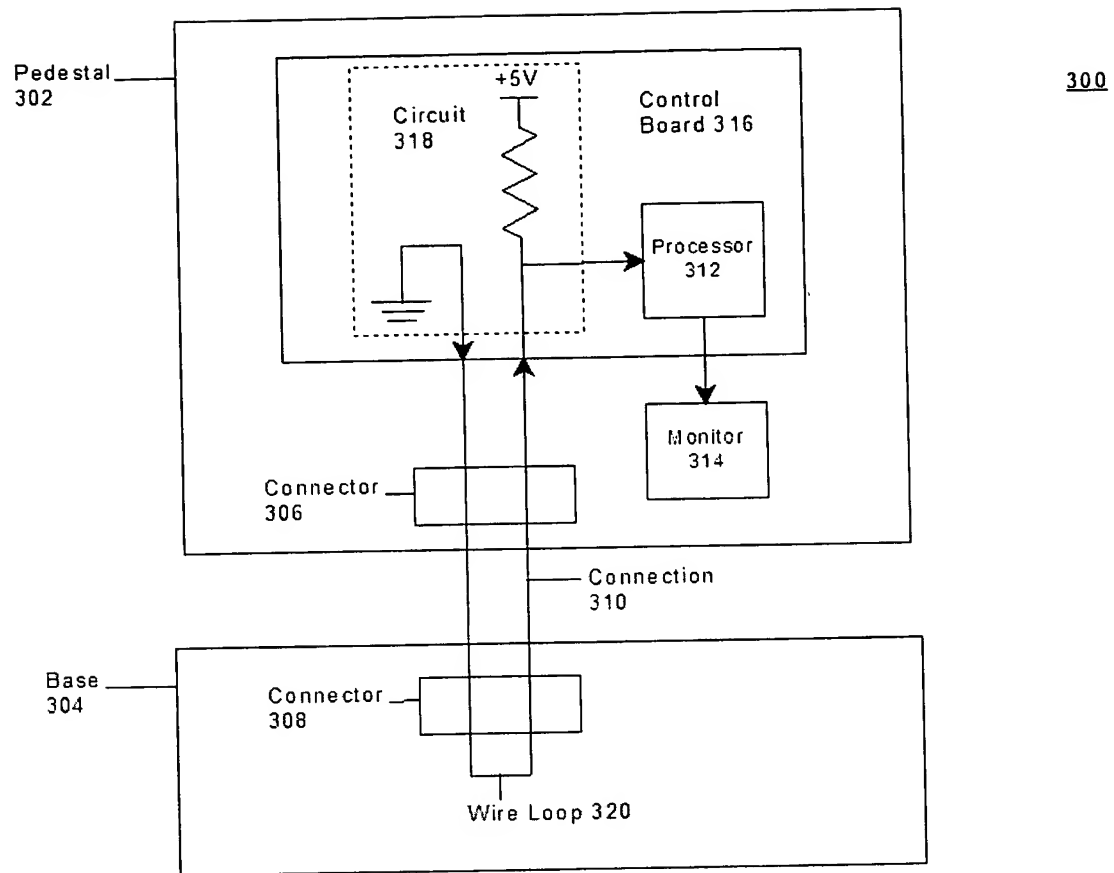 300
Pedestal
302
+5V
Circuit
318
Control
Board 316
Processor
312
Monitor
314
Connector
306
Connection
310
Base
304
Connector
308
Wire Loop 320